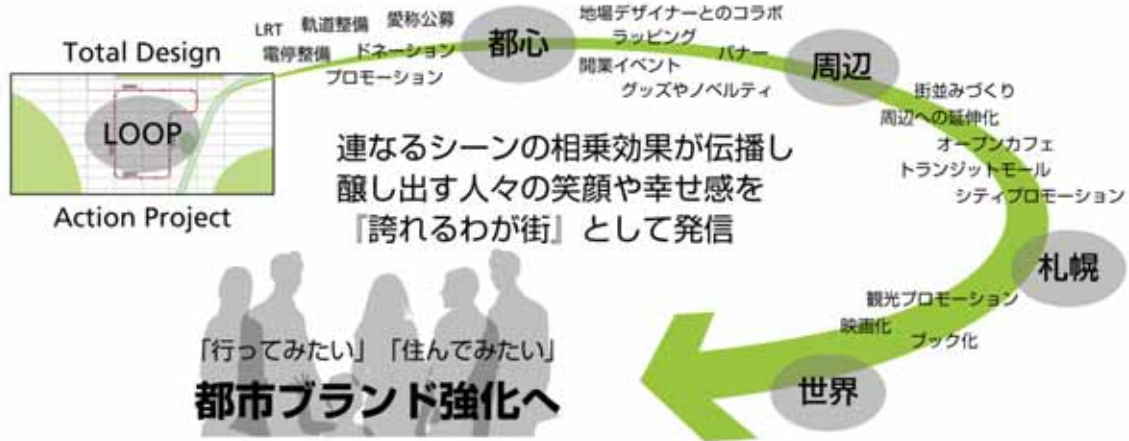 Total Design
LOOP
Action Project
LRT 軌道整備 愛称公募
電停整備 ドネーション
プロモーション
都心
地場デザイナーとのコラボ
ラッピング
バナー
開業イベント
グッズやノベルティ
周辺
街並みづくり
周辺への延伸化
オープンカフェ
トランジットモール
シティプロモーション
札幌
観光プロモーション
映画化
ブック化
世界
連なるシーンの相乗効果が伝播し
醸し出す人々の笑顔や幸せ感を
『誇れるわが街』として発信
「行ってみたい」「住んでみたい」
都市ブランド強化へ